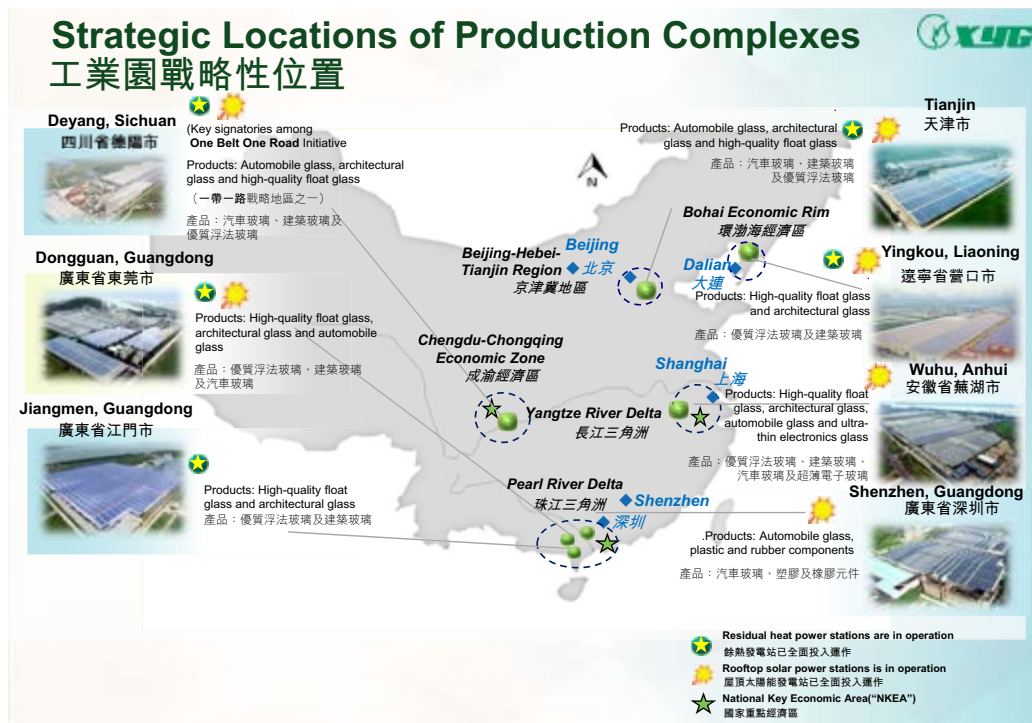 Strategic Locations of Production Complexes
工業園戰略性位置
XYG
Deyang, Sichuan
四川省德陽市
(Key signatories among
One Belt One Road Initiative
Products: Automobile glass, architectural
glass and high-quality float glass
（一帶一路戰略地區之一）
產品：汽車玻璃、建築玻璃及
優質浮法玻璃
Dongguan, Guangdong
廣東省東莞市
Products: High-quality float glass,
architectural glass and automobile
glass
產品：優質浮法玻璃、建築玻璃
及汽車玻璃
Jiangmen, Guangdong
廣東省江門市
Products: High-quality float
glass and architectural glass
產品：優質浮法玻璃及建築玻璃
N
Beijing-Hebei-
Tianjin Region
京津冀地區
Beijing
北京
Bohai Economic Rim
環渤海經濟區
Dalian
大連
Chengdu-Chongqing
Economic Zone
成渝經濟區
Shanghai
上海
Yangtze River Delta
長江三角洲
Pearl River Delta
珠江三角洲
Shenzhen
深圳
Tianjin
天津市
Products: Automobile glass, architectural
glass and high-quality float glass
產品：汽車玻璃、建築玻璃
及優質浮法玻璃
Yingkou, Liaoning
遼寧省營口市
Products: High-quality float glass
and architectural glass
產品：優質浮法玻璃及建築玻璃
Wuhu, Anhui
安徽省蕪湖市
Products: High-quality float
glass, architectural glass,
automobile glass and ultra-
thin electronics glass
產品：優質浮法玻璃、建築玻璃、
汽車玻璃及超薄電子玻璃
Shenzhen, Guangdong
廣東省深圳市
.Products: Automobile glass,
plastic and rubber components
產品：汽車玻璃、塑膠及橡膠元件
Residual heat power stations are in operation
餘熱發電站已全面投入運作
Rooftop solar power stations is in operation
屋頂太陽能發電站已全面投入運作
National Key Economic Area("NKEA")
國家重點經濟區